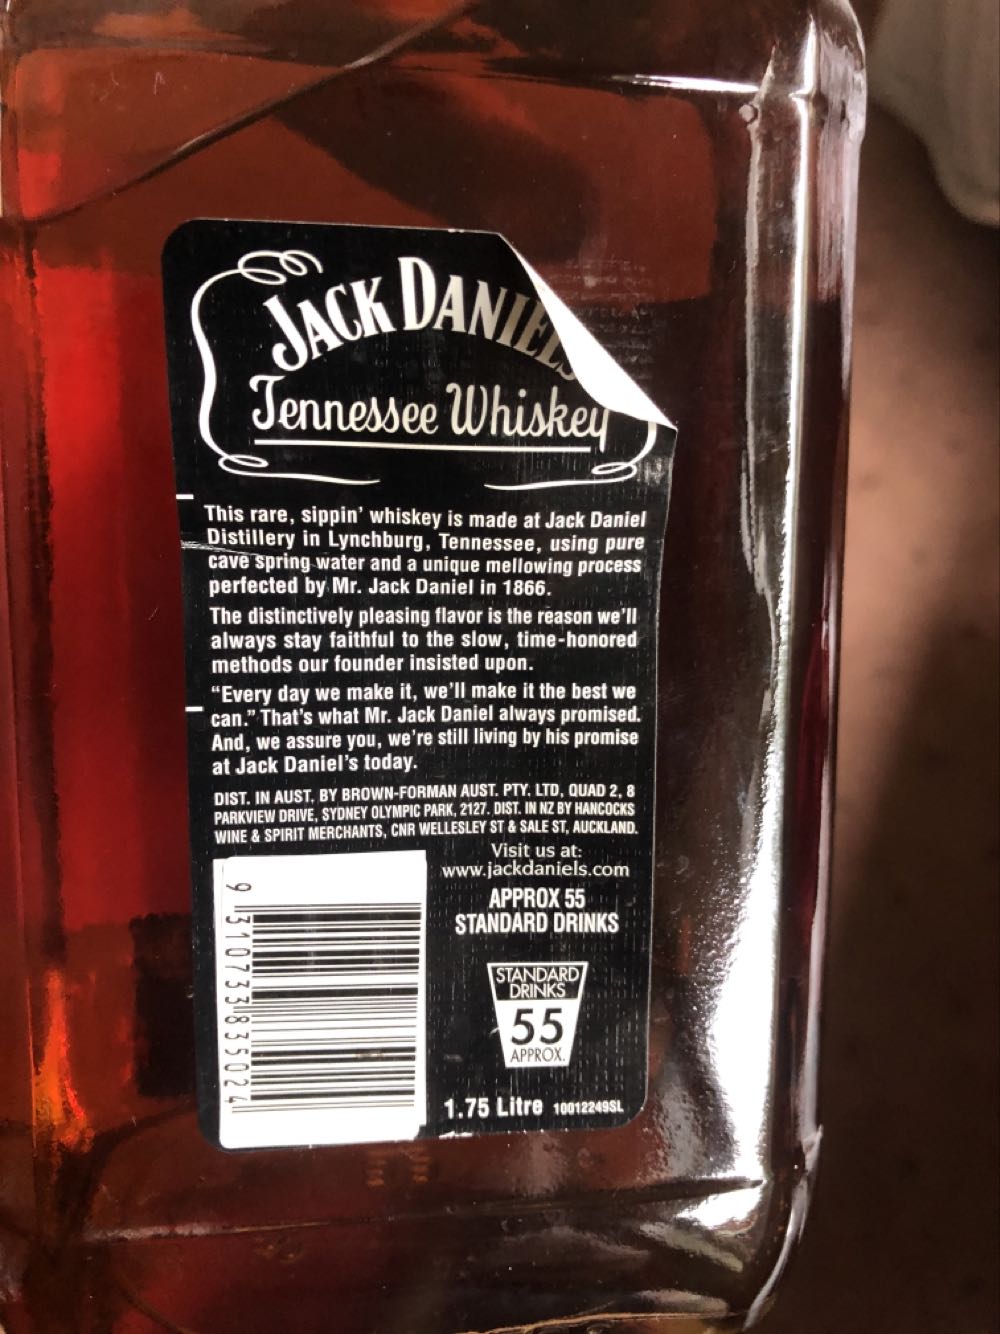 JACK DANIEL'S
Tennessee Whiskey
This rare, sippin' whiskey is made at Jack Daniel
Distillery in Lynchburg, Tennessee, using pure
cave spring water and a unique mellowing process
perfected by Mr. Jack Daniel in 1866.
The distinctively pleasing flavor is the reason we'll
always stay faithful to the slow, time-honored
methods our founder insisted upon.
“Every day we make it, we'll make it the best we
can.” That's what Mr. Jack Daniel always promised.
And, we assure you, we're still living by his promise
at Jack Daniel's today.
DIST. IN AUST. BY BROWN-FORMAN AUST. PTY. LTD, QUAD 2, 8
PARKVIEW DRIVE, SYDNEY OLYMPIC PARK, 2127. DIST. IN NZ BY HANCOCKS
WINE & SPIRIT MERCHANTS, CNR WELLESLEY ST & SALE ST, AUCKLAND.
Visit us at:
www.jackdaniels.com
APPROX 55
STANDARD DRINKS
STANDARD
DRINKS
55
APPROX.
1.75 Litre 10012249SL
9 310733 835024